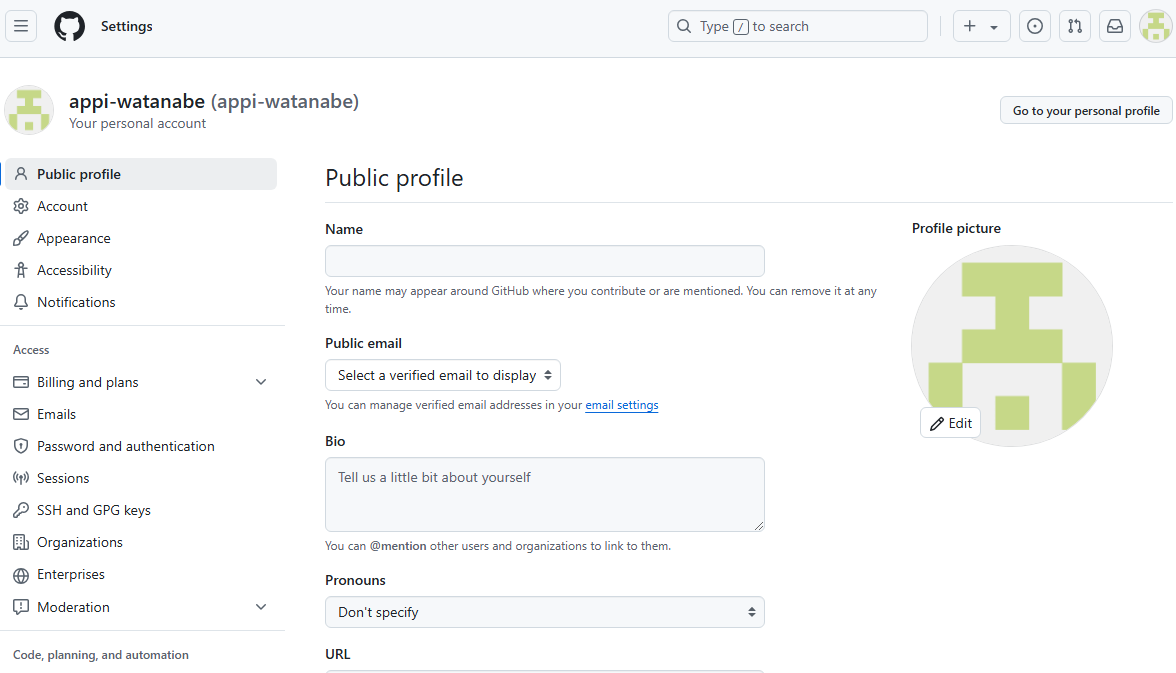 Settings
Type / to search
appi-watanabe (appi-watanabe)
Your personal account
Go to your personal profile
Public profile
Account
Appearance
Accessibility
Notifications
Access
Billing and plans
Emails
Password and authentication
Sessions
SSH and GPG keys
Organizations
Enterprises
Moderation
Code, planning, and automation
Public profile
Name
Your name may appear around GitHub where you contribute or are mentioned. You can remove it at any
time.
Public email
Select a verified email to display
You can manage verified email addresses in your email settings
Bio
Tell us a little bit about yourself
You can @mention other users and organizations to link to them.
Pronouns
Don't specify
URL
Profile picture
Edit